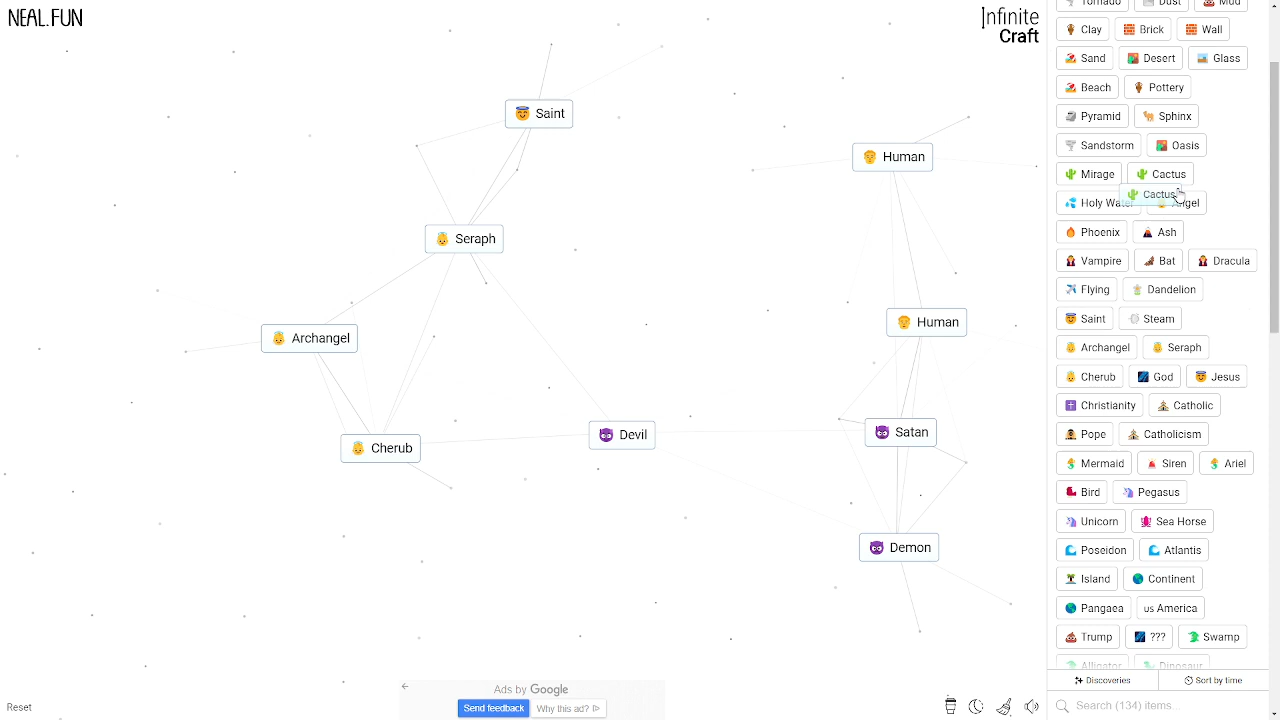 NEAL.FUN
Infinite
Craft
Saint
Human
Seraph
Human
Archangel
Cherub
Devil
Satan
Demon
Tornado Dust Mud
Clay Brick Wall
Sand Desert Glass
Beach Pottery
Pyramid Sphinx
Sandstorm Oasis
Mirage Cactus
Cactus
Holy Water Angel
Phoenix Ash
Vampire Bat Dracula
Flying Dandelion
Saint Steam
Archangel Seraph
Cherub God Jesus
Christianity Catholic
Pope Catholicism
Mermaid Siren Ariel
Bird Pegasus
Unicorn Sea Horse
Poseidon Atlantis
Island Continent
Pangaea US America
Trump ??? Swamp
Alligator Dinosaur
Discoveries Sort by time
Search (134) items...
Ads by Google
Send feedback Why this ad?
Reset